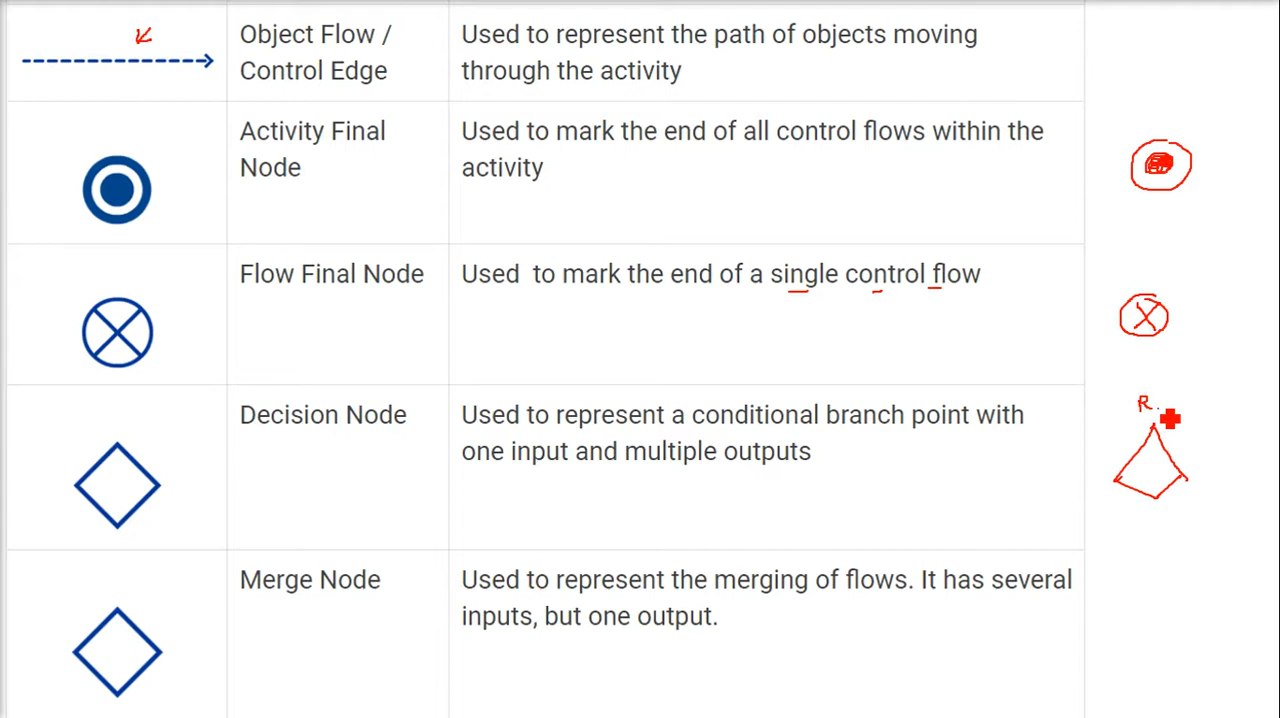 Object Flow /
Control Edge
Used to represent the path of objects moving
through the activity
Activity Final
Node
Used to mark the end of all control flows within the
activity
Flow Final Node
Used to mark the end of a single control flow
Decision Node
Used to represent a conditional branch point with
one input and multiple outputs
R.
Merge Node
Used to represent the merging of flows. It has several
inputs, but one output.